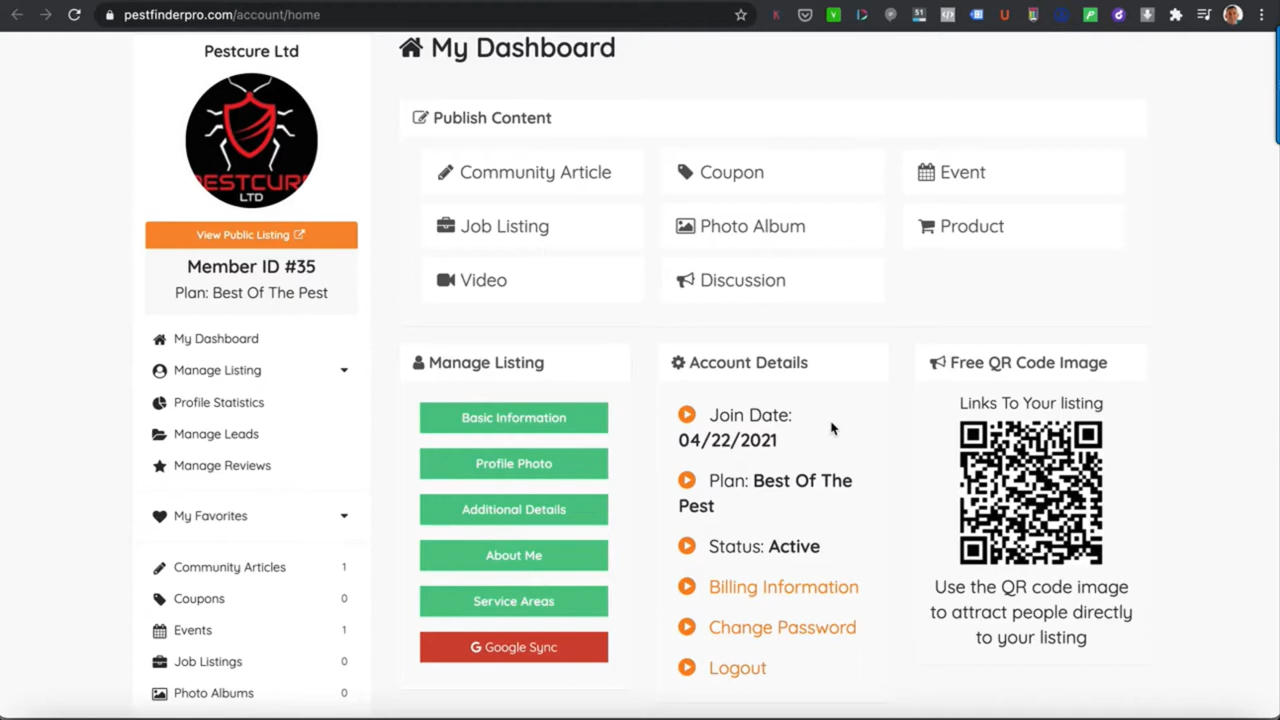 pestfinderpro.com/account/home
51
Pestcure Ltd
PESTCURE
LTD
View Public Listing
Member ID #35
Plan: Best Of The Pest
My Dashboard
Manage Listing
Profile Statistics
Manage Leads
Manage Reviews
My Favorites
Community Articles 1
Coupons 0
Events 1
Job Listings 0
Photo Albums 0
My Dashboard
Publish Content
Community Article
Coupon
Event
Job Listing
Photo Album
Product
Video
Discussion
Manage Listing
Basic Information
Profile Photo
Additional Details
About Me
Service Areas
G Google Sync
Account Details
Join Date:
04/22/2021
Plan: Best Of The
Pest
Status: Active
Billing Information
Change Password
Logout
Free QR Code Image
Links To Your listing
Use the QR code image
to attract people directly
to your listing